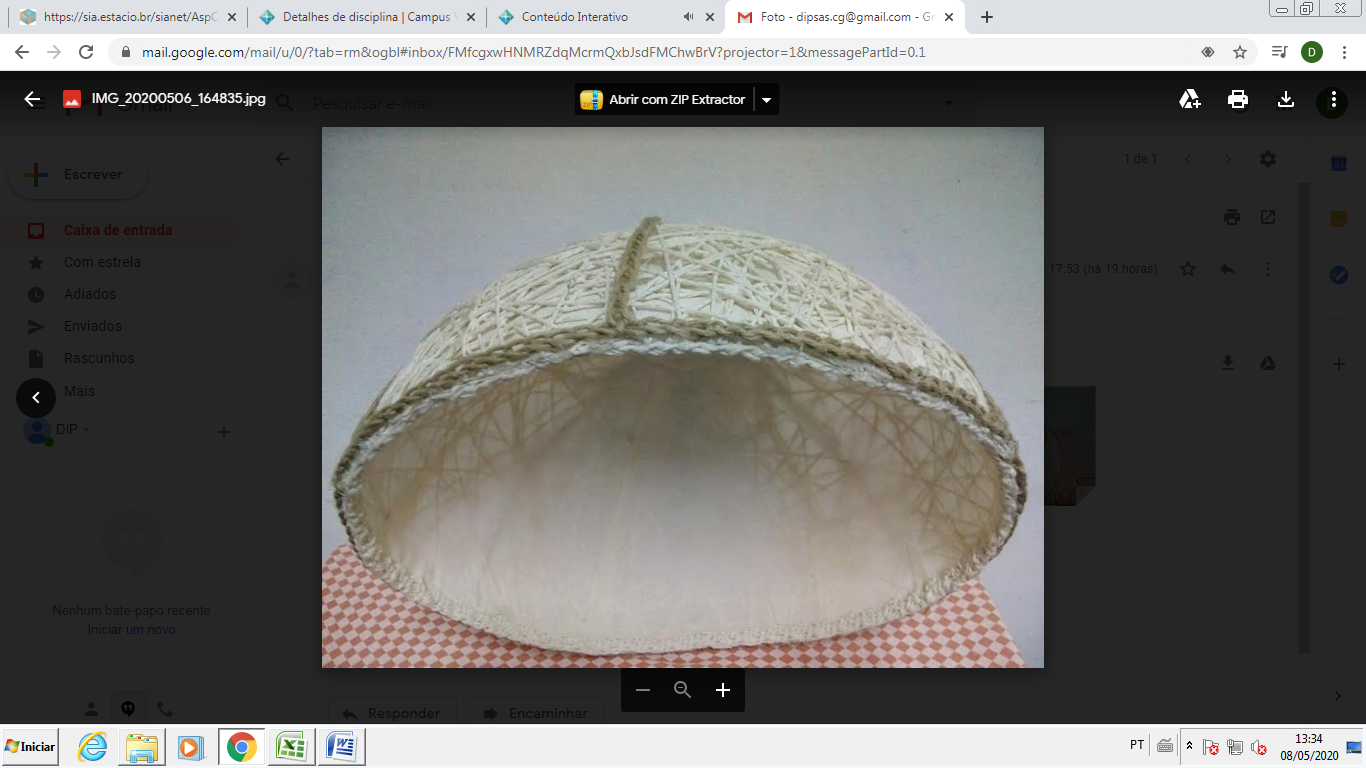 https://sia.estacio.br/sianet/AspC
Detalhes de disciplina | Campus V
Conteúdo Interativo
Foto - dipsas.cg@gmail.com - Gm
mail.google.com/mail/u/0/?tab=rm&ogbl#inbox/FMfcgxwHNMRZdqMcrmQxbJsdFMChwBrV?projector=1&messagePartId=0.1
D
IMG_20200506_164835.jpg
Pesquisar e-mail
Abrir com ZIP Extractor
Escrever
1 de 1
Caixa de entrada
Com estrela
Adiados
17:53 (há 19 horas)
Enviados
Rascunhos
Mais
DIP
Nenhum bate-papo recente
Iniciar um novo
Responder
Encaminhar
Iniciar
PT
13:34
08/05/2020